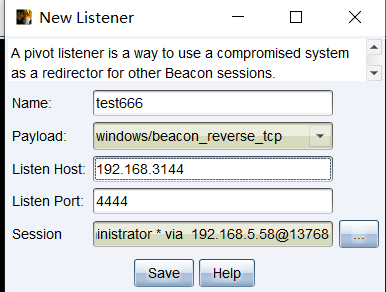 New Listener
A pivot listener is a way to use a compromised system
as a redirector for other Beacon sessions.
Name: test666
Payload: windows/beacon_reverse_tcp
Listen Host: 192.168.3144
Listen Port: 4444
Session inistrator * via 192.168.5.58@13768 ...
Save Help